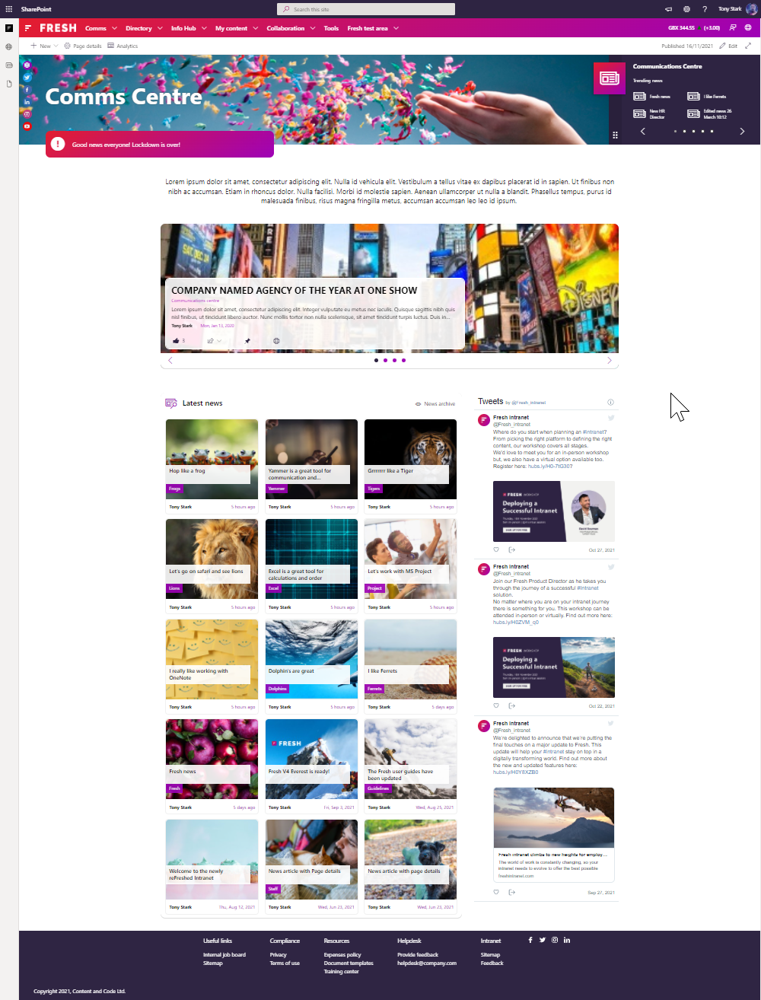 SharePoint
Search this site
Tony Stark
FRESH
Comms
Directory
Info Hub
My content
Collaboration
Tools
Fresh test area
GBX 344.55 (+3.00)
New
Page details
Analytics
Published 16/11/2021
Edit
Comms Centre
Communications Centre
Trending news
Fresh news
I like Ferrets
New HR
Director
Edited news 26
March 10:12
Good news everyone! Lockdown is over!
Lorem ipsum dolor sit amet, consectetur adipiscing elit. Nulla id vehicula elit. Vestibulum a tellus vitae ex dapibus placerat id in sapien. Ut finibus non
nibh ac accumsan. Etiam in rhoncus dolor. Nulla facilisi. Morbi id molestie sapien. Aenean ullamcorper ut nulla a blandit. Phasellus tempus, purus id
malesuada finibus, risus magna fringilla metus, accumsan accumsan leo leo id ipsum.
COMPANY NAMED AGENCY OF THE YEAR AT ONE SHOW
Communications centre
Lorem ipsum dolor sit amet, consectetur adipiscing elit. Integer vulputate eu metus nec iaculis. Quisque sagittis nibh quis
nisl finibus, ut tincidunt libero auctor. Nunc mollis tortor non nulla scelerisque, sit amet tincidunt turpis luctus. Duis in...
Tony Stark Mon, Jan 13, 2020
3
Disney
Latest news
News archive
Hop like a frog
Frogs
Tony Stark 5 hours ago
Yammer is a great tool for
communication and...
Yammer
Tony Stark 5 hours ago
Grrrrrr like a Tiger
Tigers
Tony Stark 5 hours ago
Let's go on safari and see lions
Lions
Tony Stark 5 hours ago
Excel is a great tool for
calculations and order
Excel
Tony Stark 5 hours ago
Let's work with MS Project
Project
Tony Stark 5 hours ago
I really like working with
OneNote
Tony Stark 5 hours ago
Dolphin's are great
Dolphins
Tony Stark 5 hours ago
I like Ferrets
Ferrets
Tony Stark 5 days ago
Fresh news
Fresh
Tony Stark 5 days ago
FRESH
Fresh V4 Everest is ready!
Tony Stark Fri, Sep 3, 2021
The Fresh user guides have
been updated
Guidelines
Tony Stark Wed, Aug 25, 2021
Welcome to the newly
reFreshed Intranet
Tony Stark Thu, Aug 12, 2021
News article with Page details
Staff
Tony Stark Wed, Jun 23, 2021
News article with page details
Tony Stark Wed, Jun 23, 2021
Tweets by @Fresh_intranet
Fresh Intranet
@Fresh_intranet
Where do you start when planning an #intranet?
From picking the right platform to defining the right
content, our workshop covers all stages.
We'd love to meet you for an in-person workshop
but, we also have a virtual option available too.
Register here: hubs.ly/H0-7tG30?
FRESH WORKSHOP
Deploying a
Successful Intranet
Oct 27, 2021
Fresh Intranet
@Fresh_intranet
Join our Fresh Product Director as he takes you
through the journey of a successful #Intranet
solution.
No matter where you are on your intranet journey
there is something for you. This workshop can be
attended in-person or virtually. Find out more here:
hubs.ly/H0ZVM_q0
FRESH WORKSHOP
Deploying a
Successful Intranet
Oct 22, 2021
Fresh Intranet
@Fresh_intranet
We're delighted to announce that we're putting the
final touches on a major update to Fresh. This
update will help your #intranet stay on top in a
digitally transforming world. Find out more about
the new and updated features here:
hubs.ly/H0Y8XZB0
Fresh Intranet climbs to new heights for employ...
The world of work is constantly changing, so your
intranet needs to evolve to offer the best possible
freshintranet.com
Sep 27, 2021
Useful links
Internal job board
Sitemap
Compliance
Privacy
Terms of use
Resources
Expenses policy
Document templates
Training center
Helpdesk
Provide feedback
helpdesk@company.com
Intranet
Sitemap
Feedback
Copyright 2021, Content and Code Ltd.